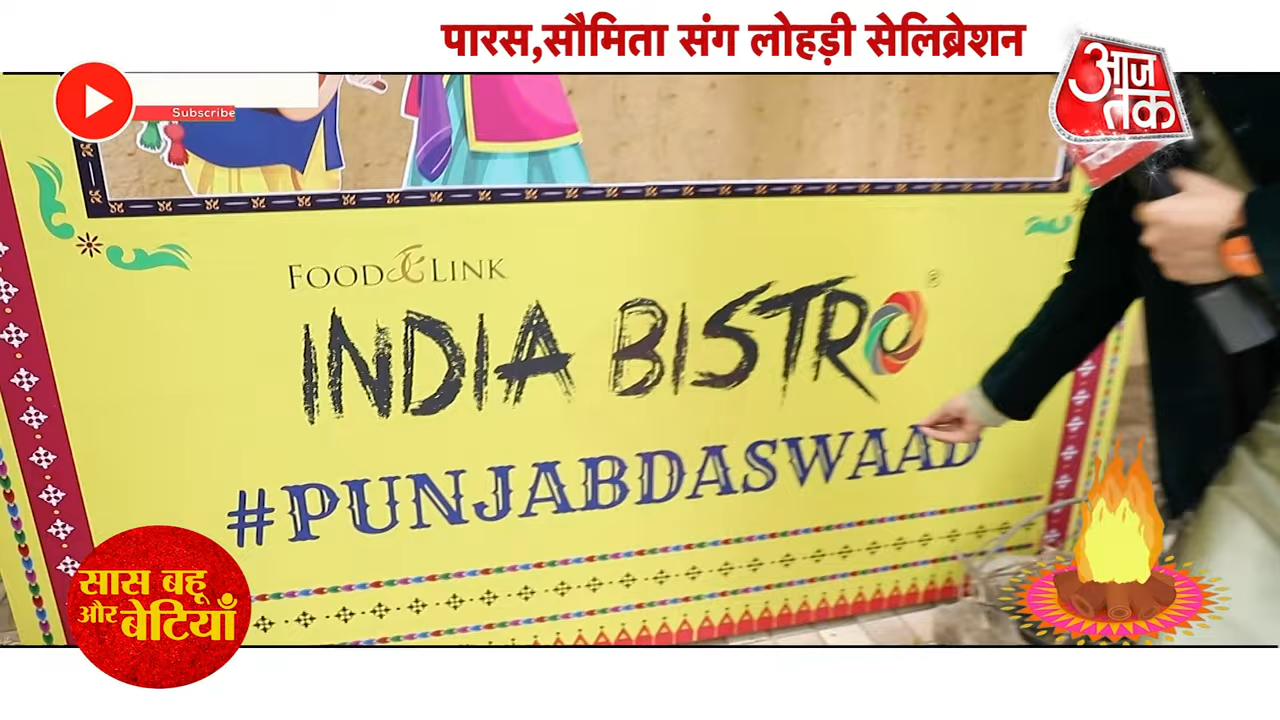 पारस,सौमिता संग लोहड़ी सेलिब्रेशन
आज
तक
Subscribe
FOOD LINK
INDIA BISTRO
#PUNJABDASWAAD
सास बहू
और बेटियाँ